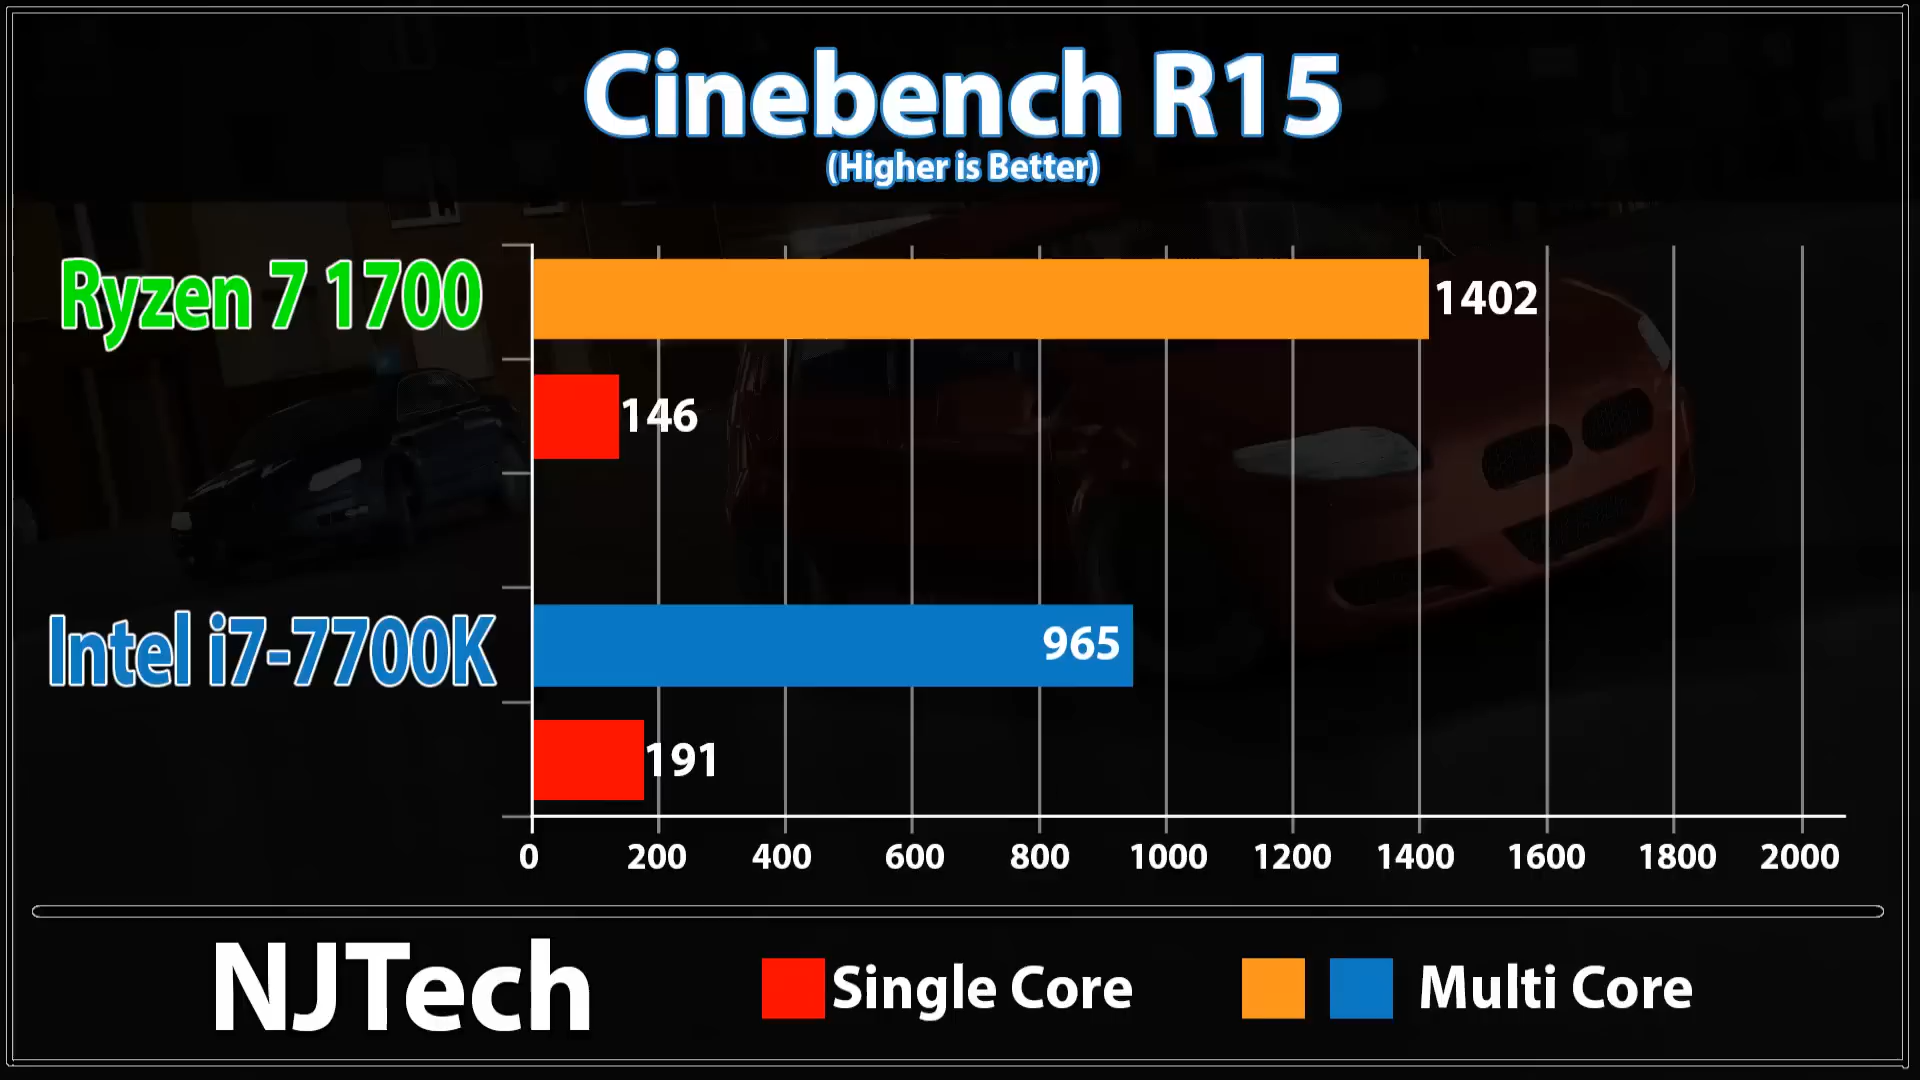 Cinebench R15
(Higher is Better)
Ryzen 7 1700
1402
146
Intel i7-7700K
965
191
0 200 400 600 800 1000 1200 1400 1600 1800 2000
NJTech
Single Core
Multi Core